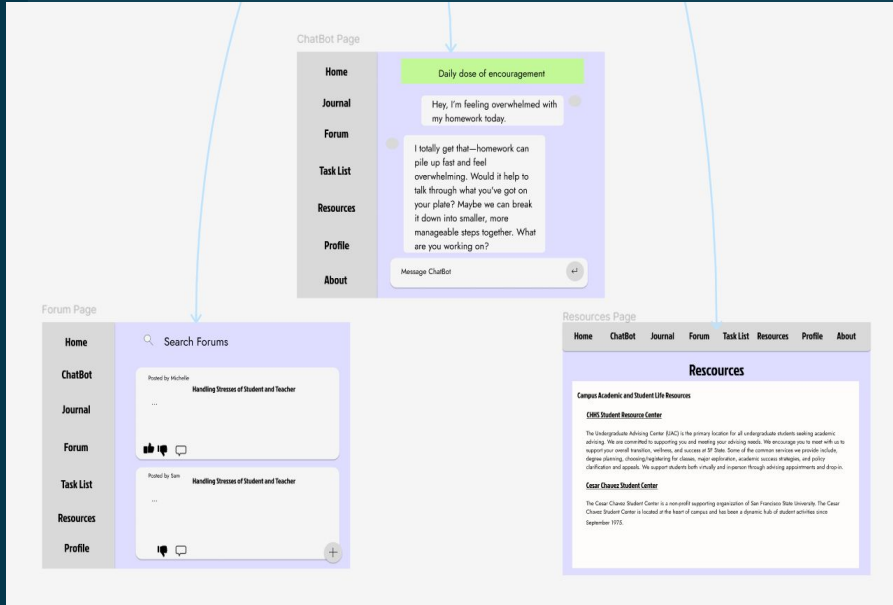 ChatBot Page
Home
Journal
Forum
Task List
Resources
Profile
About
Daily dose of encouragement
Hey, I'm feeling overwhelmed with
my homework today.
I totally get that—homework can
pile up fast and feel
overwhelming. Would it help to
talk through what you've got on
your plate? Maybe we can break
it down into smaller, more
manageable steps together. What
are you working on?
Message ChatBot
Forum Page
Home
ChatBot
Journal
Forum
Task List
Resources
Profile
Search Forums
Posted by Michelle
Handling Stresses of Student and Teacher
...
Posted by Sam
Handling Stresses of Student and Teacher
...
Resources Page
Home ChatBot Journal Forum Task List Resources Profile About
Rescources
Campus Academic and Student Life Resources
CHHS Student Resource Center
The Undergraduate Advising Center (UAC) is the primary location for all undergraduate students seeking academic
advising. We are committed to supporting you and meeting your advising needs. We encourage you to meet with us to
support your overall transition, wellness, and success at SF State. Some of the common services we provide include,
degree planning, choosing/registering for classes, major exploration, academic success strategies, and policy
clarification and appeals. We support students both virtually and in-person through advising appointments and drop-in.
Cesar Chavez Student Center
The Cesar Chavez Student Center is a non-profit supporting organization of San Francisco State University. The Cesar
Chavez Student Center is located at the heart of campus and has been a dynamic hub of student activities since
September 1975.